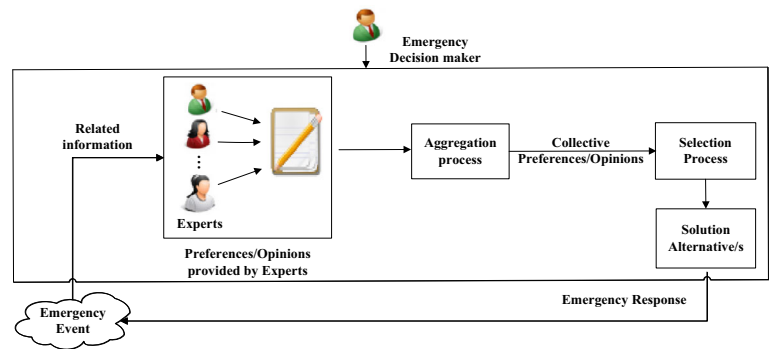 Emergency
Decision maker
Related
information
Experts
Preferences/Opinions
provided by Experts
Aggregation
process
Collective
Preferences/Opinions
Selection
Process
Solution
Alternative/s
Emergency Response
Emergency
Event